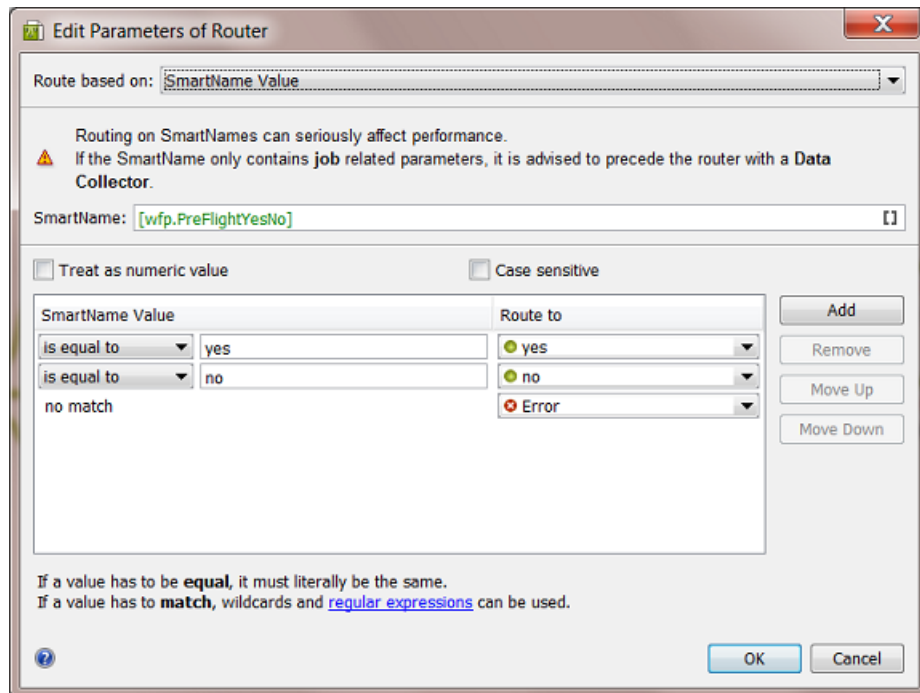 Edit Parameters of Router
Route based on: SmartName Value
Routing on SmartNames can seriously affect performance.
If the SmartName only contains job related parameters, it is advised to precede the router with a Data
Collector.
SmartName: [wfp.PreFlightYesNo] []
Treat as numeric value Case sensitive
SmartName Value Route to Add
is equal to yes yes Remove
is equal to no no Move Up
no match Error Move Down
If a value has to be equal, it must literally be the same.
If a value has to match, wildcards and regular expressions can be used.
? OK Cancel